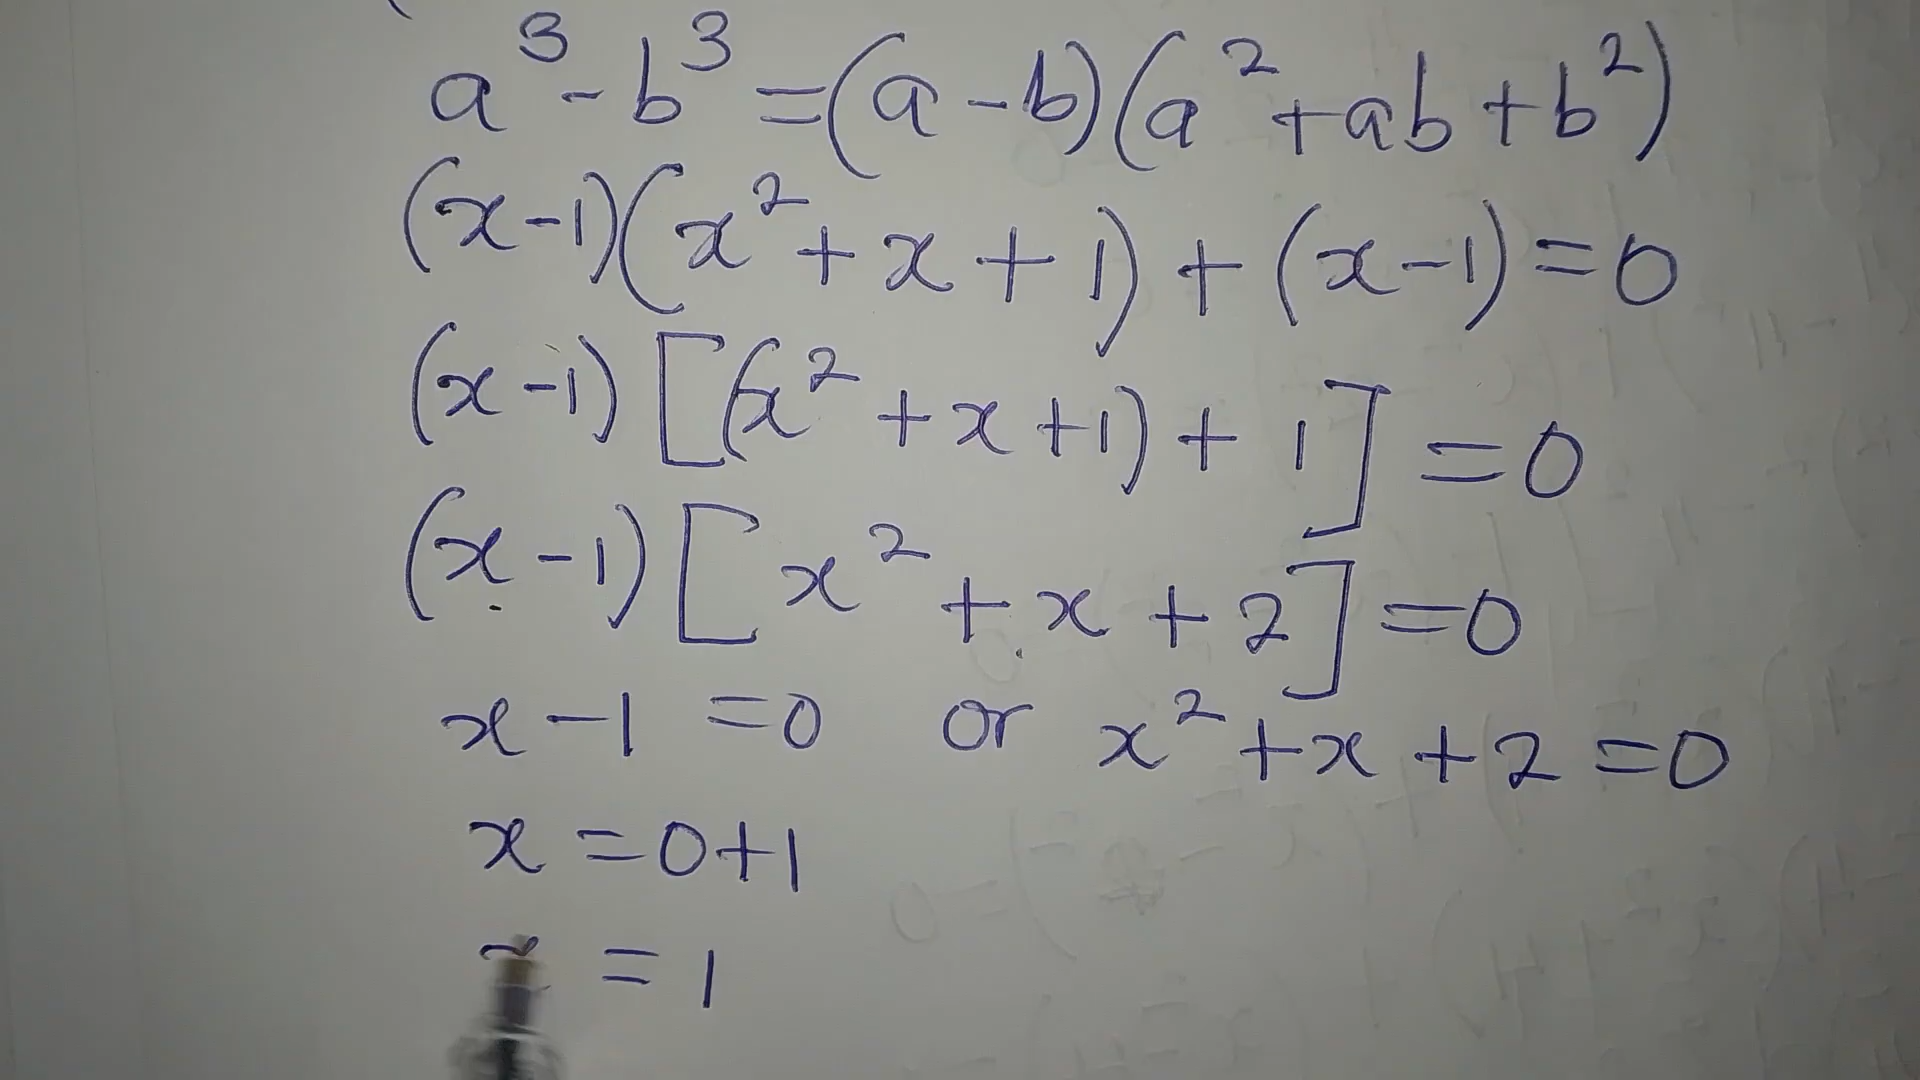 a³-b³=(a-b)(a²+ab+b²)
(x-1)(x²+x+1)+(x-1)=0
(x-1)[(x²+x+1)+1]=0
(x-1)[x²+x+2]=0
x-1=0 or x²+x+2=0
x=0+1
=1